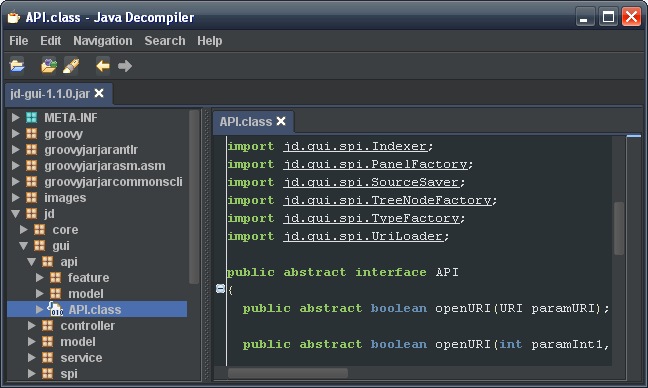 API.class - Java Decompiler
File Edit Navigation Search Help
jd-gui-1.1.0.jar
META-INF
groovy
groovyjarjarantlr
groovyjarjarasm.asm
groovyjarjarcommonscli
images
jd
core
gui
api
feature
model
API.class
controller
model
service
spi
API.class
import jd.gui.spi.Indexer;
import jd.gui.spi.PanelFactory;
import jd.gui.spi.SourceSaver;
import jd.gui.spi.TreeNodeFactory;
import jd.gui.spi.TypeFactory;
import jd.gui.spi.UriLoader;
public abstract interface API
{
public abstract boolean openURI(URI paramURI);
public abstract boolean openURI(int paramInt1,